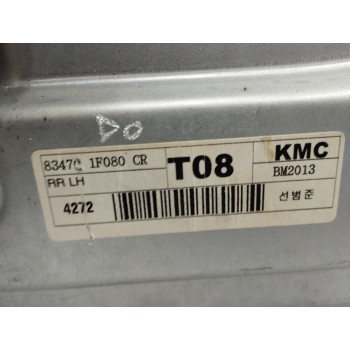 DO
83470 1F080 CR
T08
KMC
RR LH
BM2013
4272
선병준